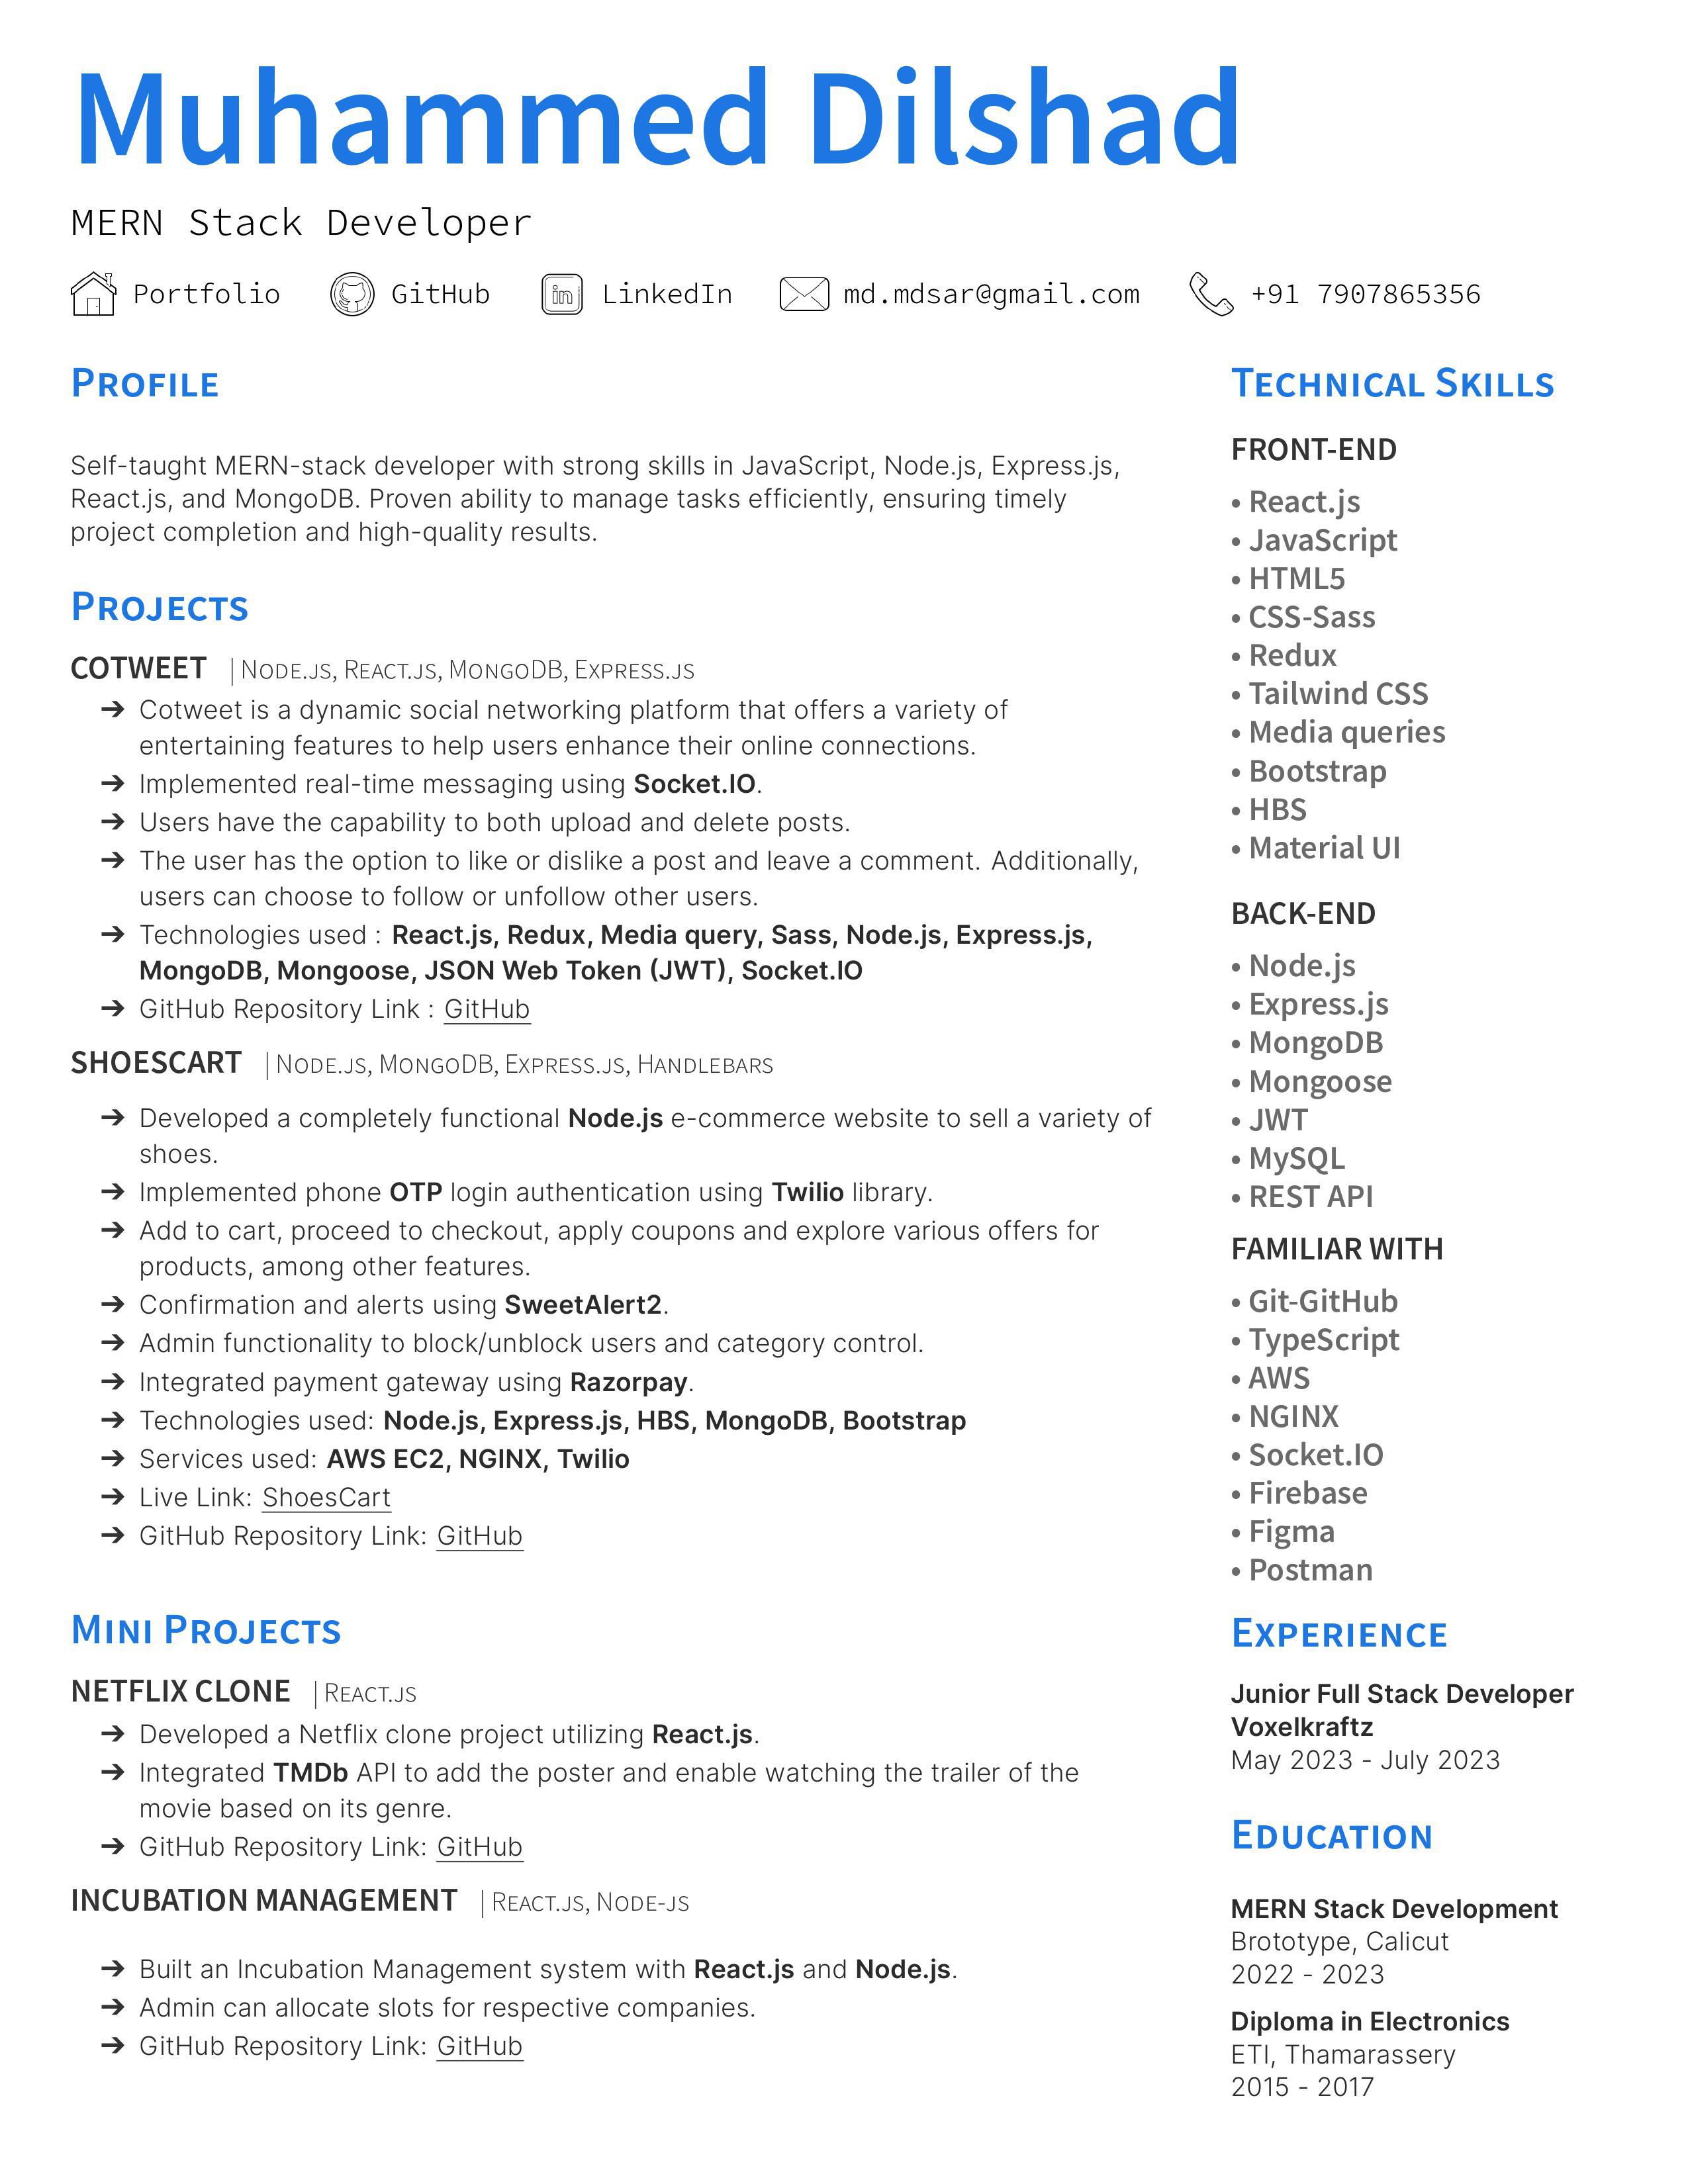 Muhammed Dilshad
MERN Stack Developer
Portfolio GitHub LinkedIn md.mdsar@gmail.com +91 7907865356
PROFILE
Self-taught MERN-stack developer with strong skills in JavaScript, Node.js, Express.js,
React.js, and MongoDB. Proven ability to manage tasks efficiently, ensuring timely
project completion and high-quality results.
PROJECTS
COTWEET | NODE.JS, REACT.JS, MONGODB, EXPRESS.JS
➔ Cotweet is a dynamic social networking platform that offers a variety of
entertaining features to help users enhance their online connections.
➔ Implemented real-time messaging using Socket.IO.
➔ Users have the capability to both upload and delete posts.
➔ The user has the option to like or dislike a post and leave a comment. Additionally,
users can choose to follow or unfollow other users.
➔ Technologies used : React.js, Redux, Media query, Sass, Node.js, Express.js,
MongoDB, Mongoose, JSON Web Token (JWT), Socket.IO
➔ GitHub Repository Link : GitHub
SHOESCART | NODE.JS, MONGODB, EXPRESS.JS, HANDLEBARS
➔ Developed a completely functional Node.js e-commerce website to sell a variety of
shoes.
➔ Implemented phone OTP login authentication using Twilio library.
➔ Add to cart, proceed to checkout, apply coupons and explore various offers for
products, among other features.
➔ Confirmation and alerts using SweetAlert2.
➔ Admin functionality to block/unblock users and category control.
➔ Integrated payment gateway using Razorpay.
➔ Technologies used: Node.js, Express.js, HBS, MongoDB, Bootstrap
➔ Services used: AWS EC2, NGINX, Twilio
➔ Live Link: ShoesCart
➔ GitHub Repository Link: GitHub
MINI PROJECTS
NETFLIX CLONE | REACT.JS
➔ Developed a Netflix clone project utilizing React.js.
➔ Integrated TMDb API to add the poster and enable watching the trailer of the
movie based on its genre.
➔ GitHub Repository Link: GitHub
INCUBATION MANAGEMENT | REACT.JS, NODE-JS
➔ Built an Incubation Management system with React.js and Node.js.
➔ Admin can allocate slots for respective companies.
➔ GitHub Repository Link: GitHub
TECHNICAL SKILLS
FRONT-END
• React.js
• JavaScript
• HTML5
• CSS-Sass
• Redux
• Tailwind CSS
• Media queries
• Bootstrap
• HBS
• Material UI
BACK-END
• Node.js
• Express.js
• MongoDB
• Mongoose
• JWT
• MySQL
• REST API
FAMILIAR WITH
• Git-GitHub
• TypeScript
• AWS
• NGINX
• Socket.IO
• Firebase
• Figma
• Postman
EXPERIENCE
Junior Full Stack Developer
Voxelkraftz
May 2023 - July 2023
EDUCATION
MERN Stack Development
Brototype, Calicut
2022 - 2023
Diploma in Electronics
ETI, Thamarassery
2015 - 2017